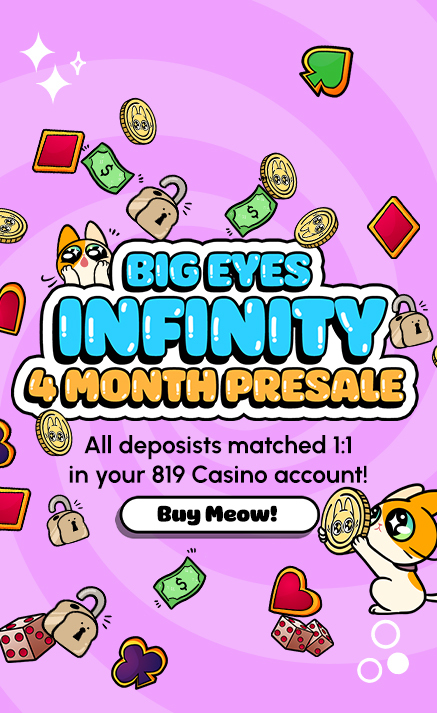 BIG EYES
INFINITY
4 MONTH PRESALE
All deposists matched 1:1
in your 819 Casino account!
Buy Meow!